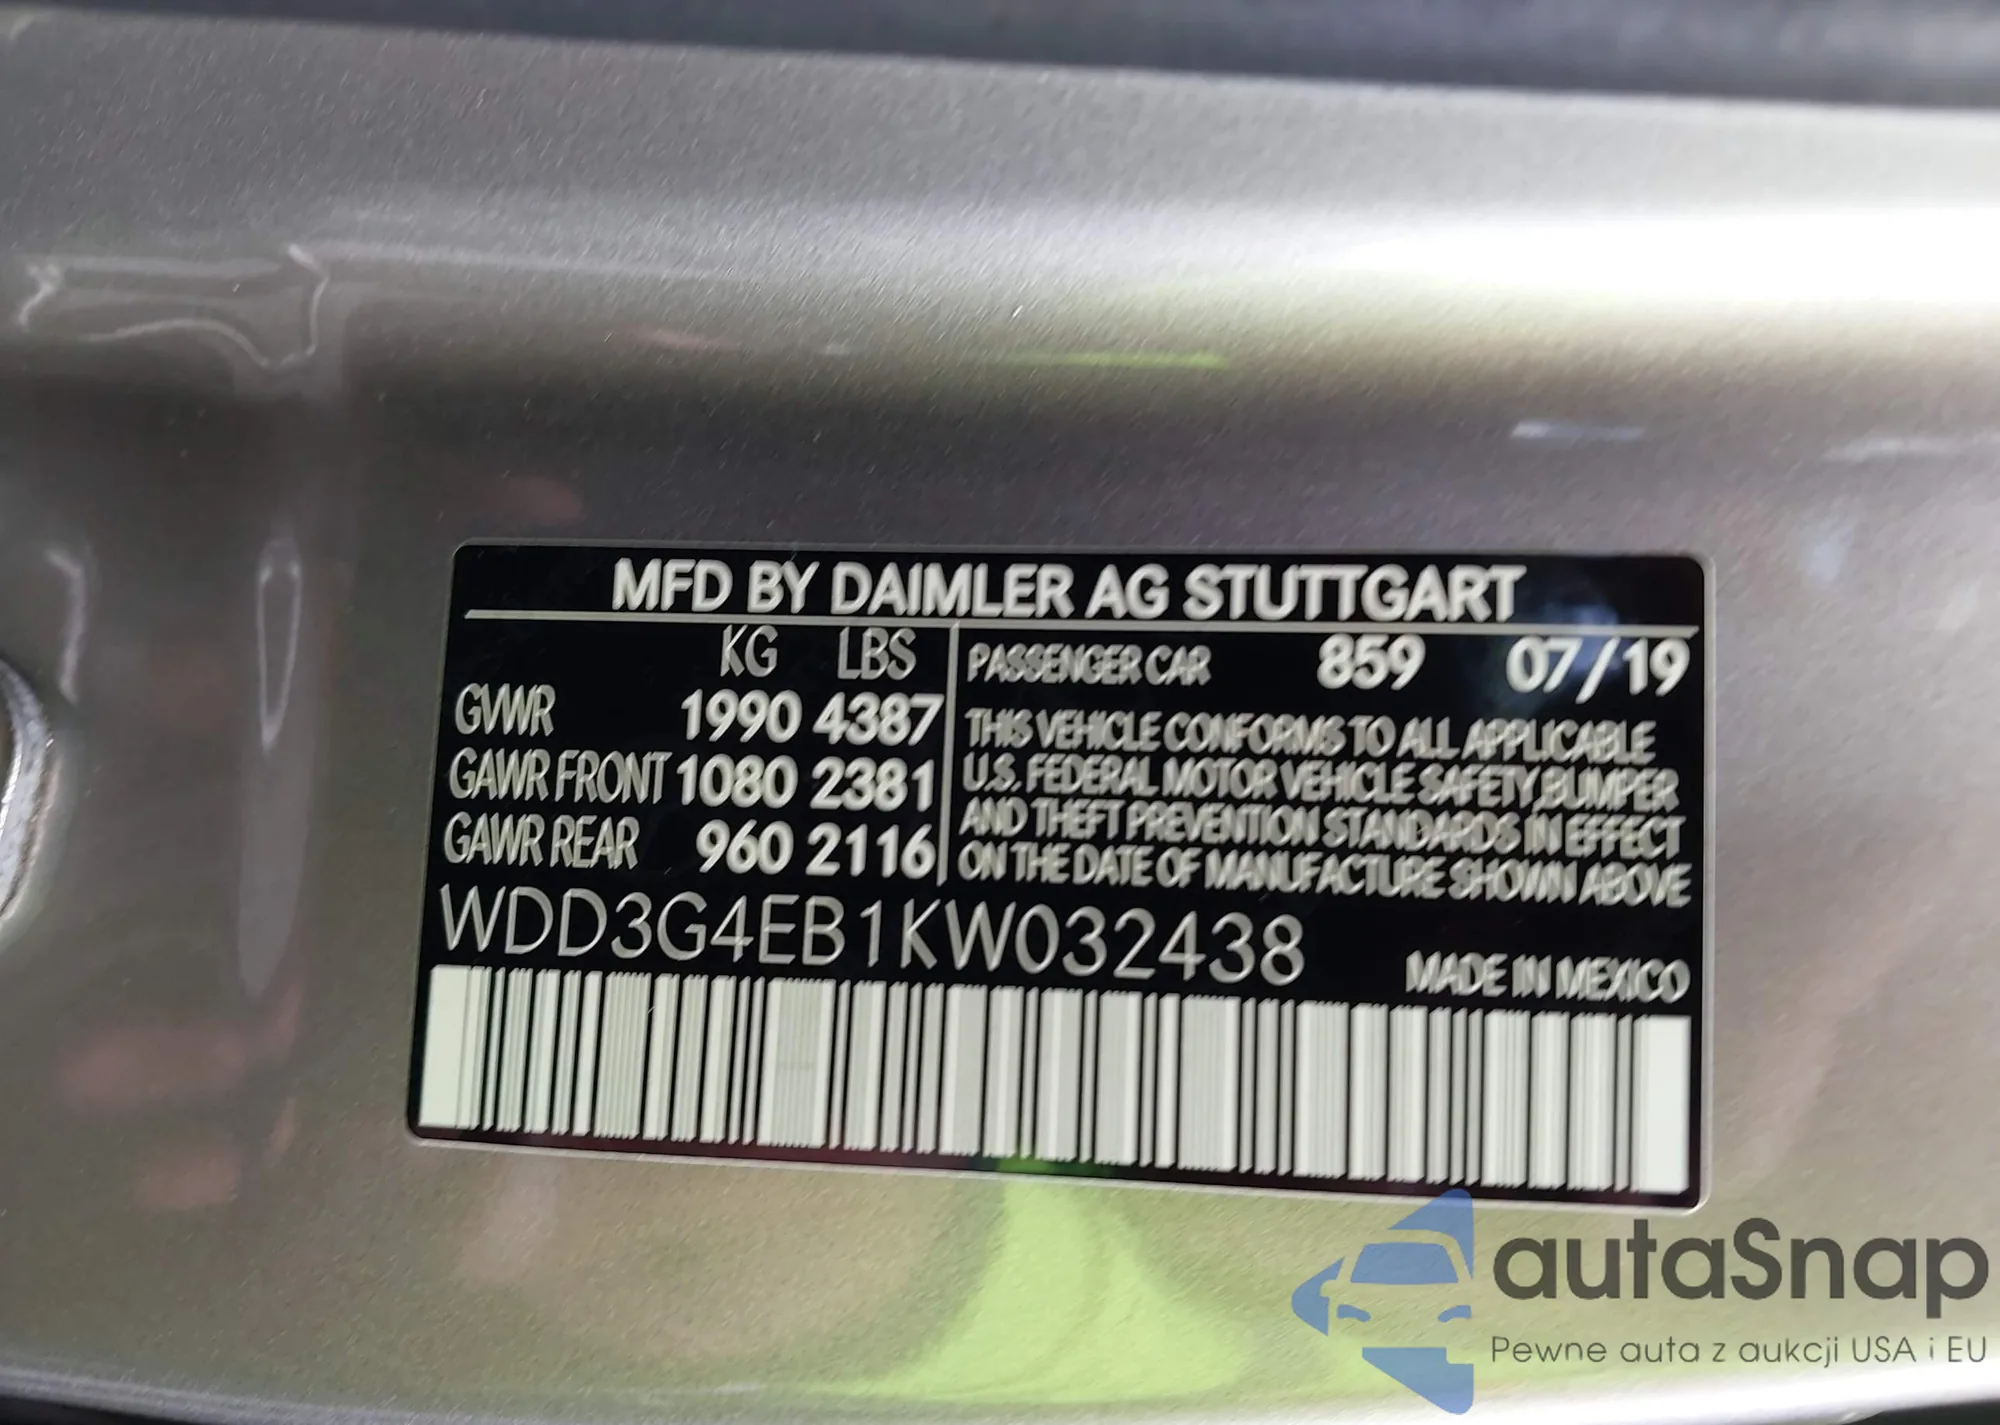 MFD BY DAIMLER AG STUTTGART
KG LBS
GVWR 1990 4387
GAWR FRONT 1080 2381
GAWR REAR 960 2116
PASSENGER CAR 859 07/19
THIS VEHICLE CONFORMS TO ALL APPLICABLE
U.S. FEDERAL MOTOR VEHICLE SAFETY,BUMPER
AND THEFT PREVENTION STANDARDS IN EFFECT
ON THE DATE OF MANUFACTURE SHOWN ABOVE
WDD3G4EB1KW032438
MADE IN MEXICO
autaSnap
Pewne auta z aukcji USA i EU